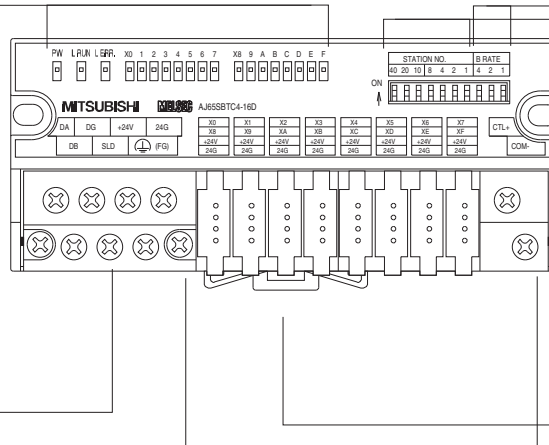 PW L RUN L ERR. X0 1 2 3 4 5 6 7 X8 9 A B C D E F
STATION NO. B RATE
40 20 10 8 4 2 1 4 2 1
ON
MITSUBISHI MELSEC AJ65SBTC4-16D
DA DG +24V 24G
DB SLD (FG)
X0 X1 X2 X3 X4 X5 X6 X7
X8 X9 XA XB XC XD XE XF
+24V +24V +24V +24V +24V +24V +24V +24V
24G 24G 24G 24G 24G 24G 24G 24G
CTL+
COM-